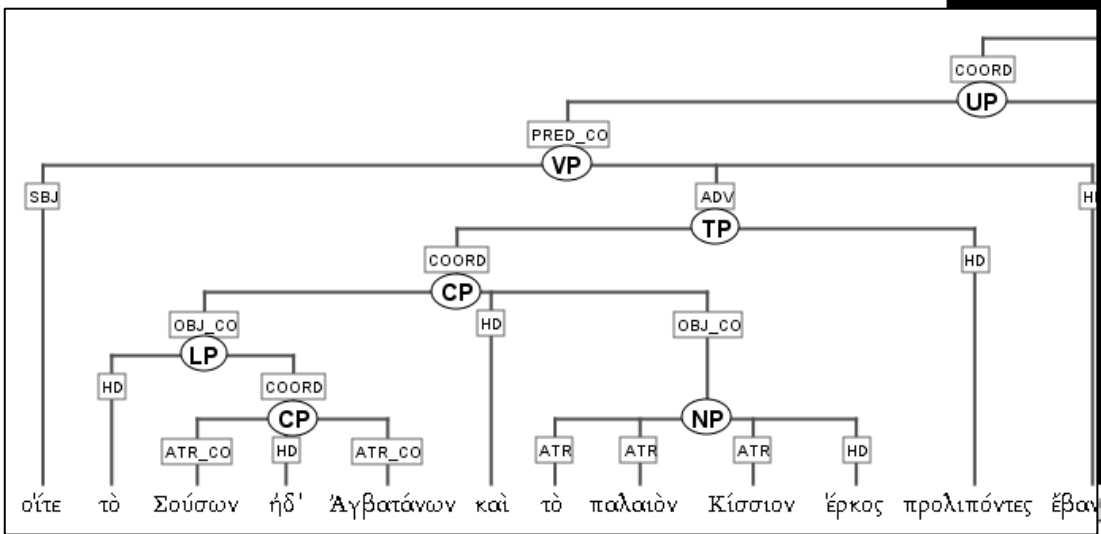 COORD
UP
PRED_CO
VP
SBJ ADV
TP
COORD HD
CP
OBJ_CO HD OBJ_CO
LP
HD COORD
CP NP
ATR_CO HD ATR_CO ATR ATR ATR HD
οἵτε τὸ Σούσων ἠδ' Ἀγβατάνων καὶ τὸ παλαιὸν Κίσσιον ἕρκος προλιπόντες